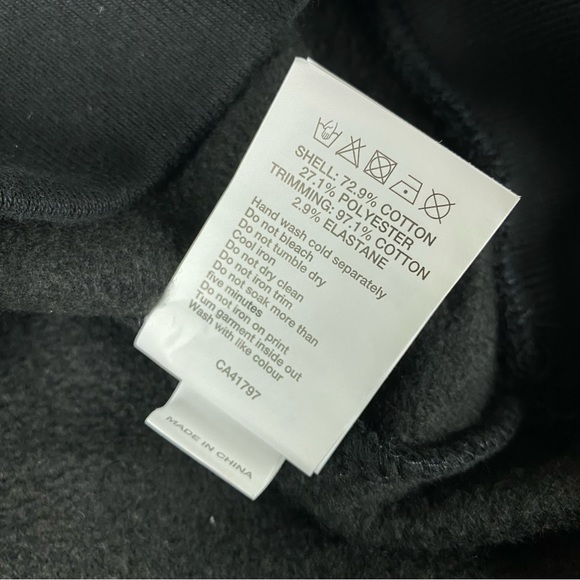 SHELL: 72.9% COTTON
27.1% POLYESTER
TRIMMING: 97.1% COTTON
2.9% ELASTANE
Hand wash cold separately
Do not bleach
Do not tumble dry
Cool iron
Do not dry clean
Do not iron trim
Do not soak more than
five minutes
Do not iron on print
Turn garment inside out
Wash with like colour
CA41797
MADE IN CHINA